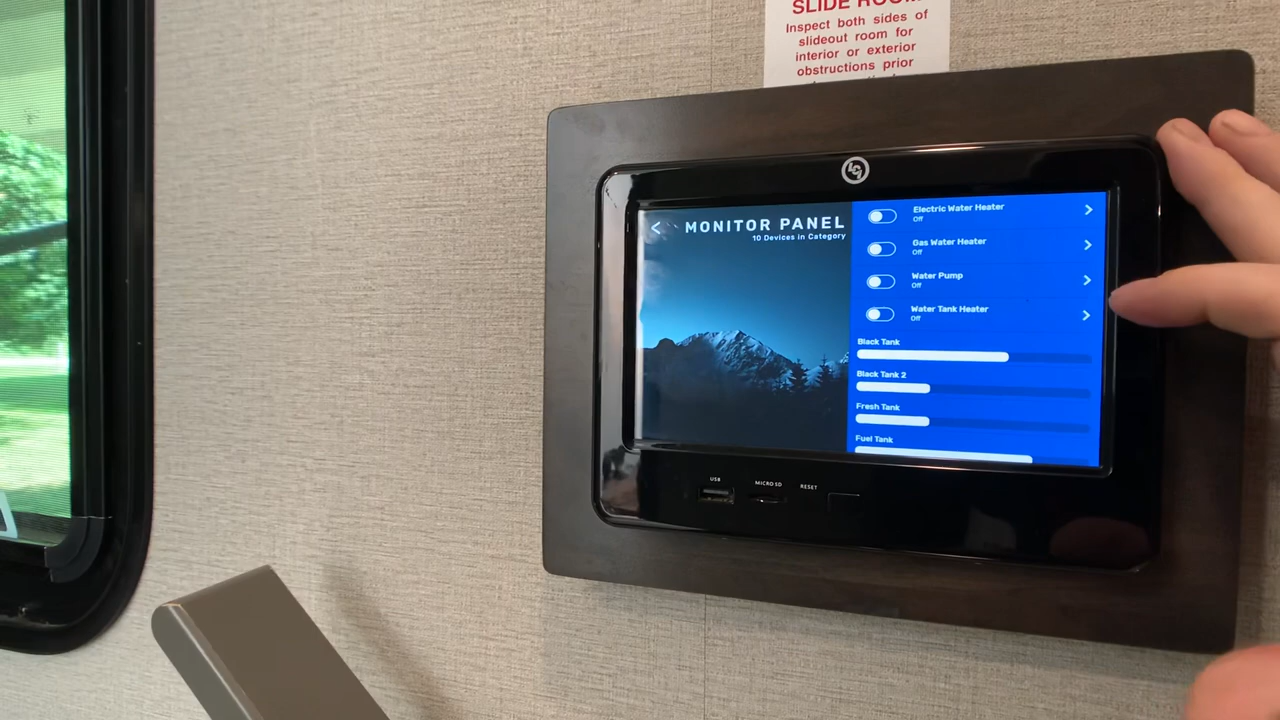 SLIDE ROOM
Inspect both sides of
slideout room for
interior or exterior
obstructions prior
LCI
MONITOR PANEL
10 Devices in Category
Electric Water Heater
Off
Gas Water Heater
Off
Water Pump
Off
Water Tank Heater
Off
Black Tank
Black Tank 2
Fresh Tank
Fuel Tank
USB
MICRO SD
RESET